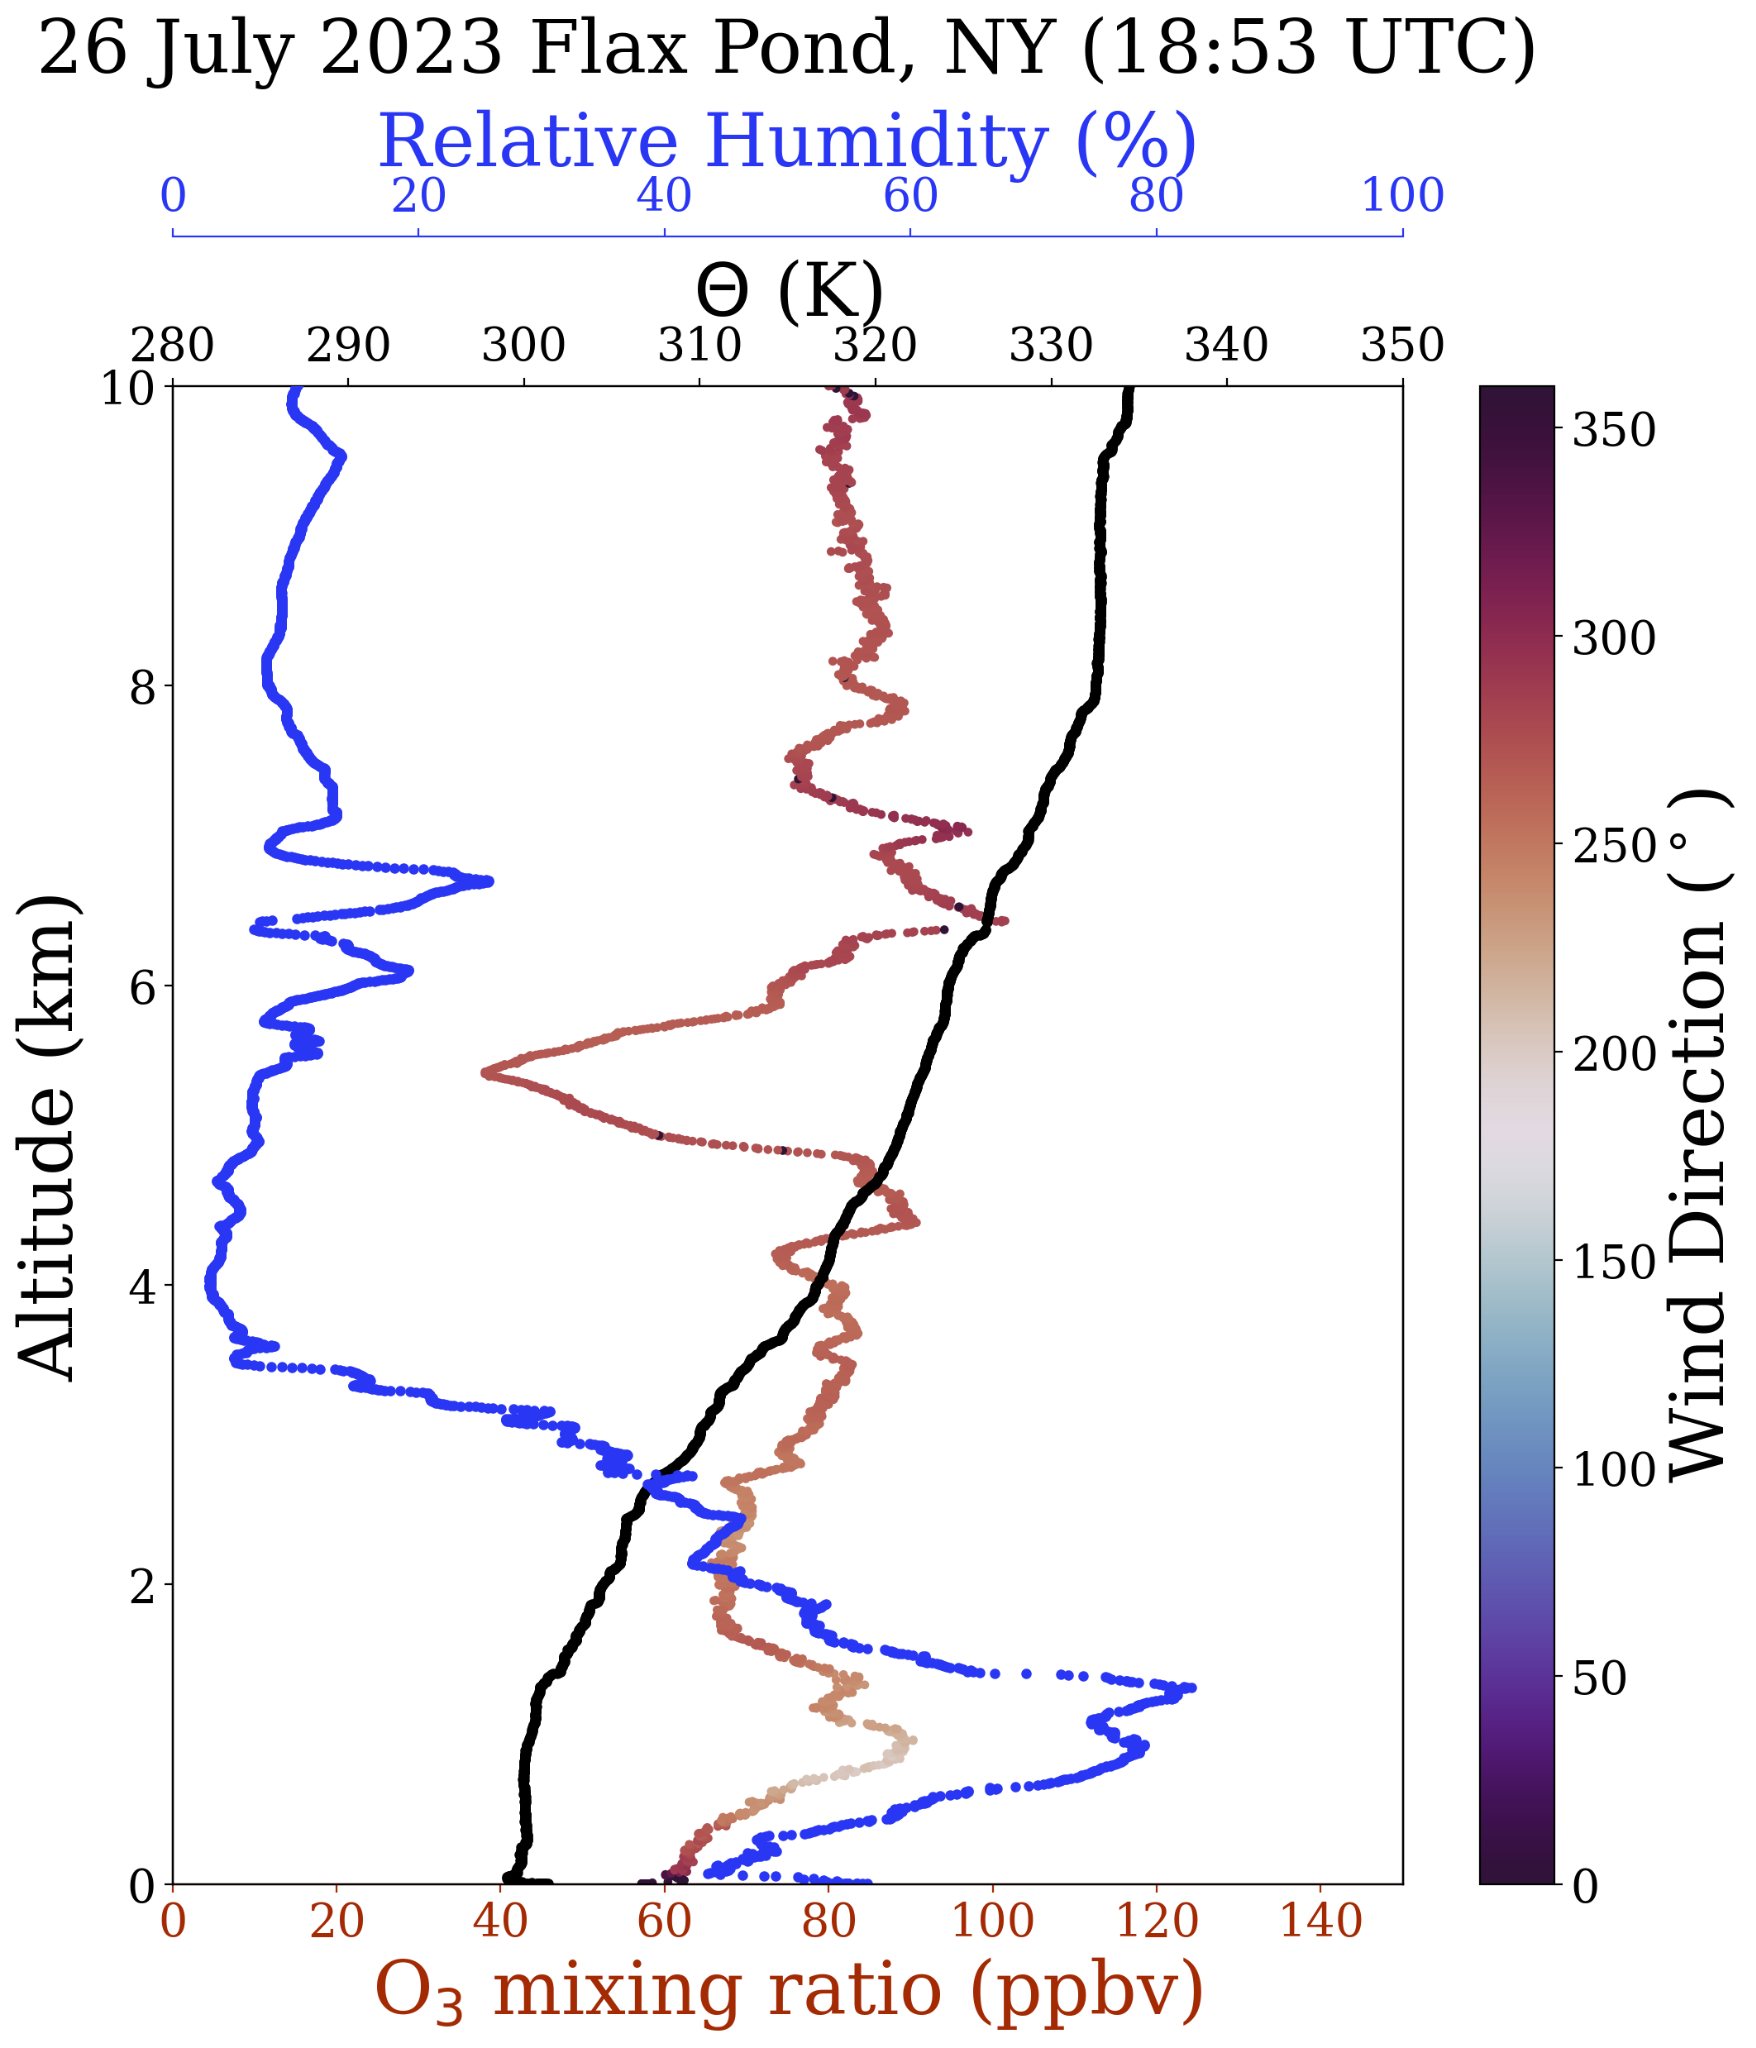 26 July 2023 Flax Pond, NY (18:53 UTC)
Relative Humidity (%)
0 20 40 60 80 100
Θ (K)
280 290 300 310 320 330 340 350
10
8
6
4
2
0
Altitude (km)
0 20 40 60 80 100 120 140
O₃ mixing ratio (ppbv)
350
300
250
200
150
100
50
0
Wind Direction (°)